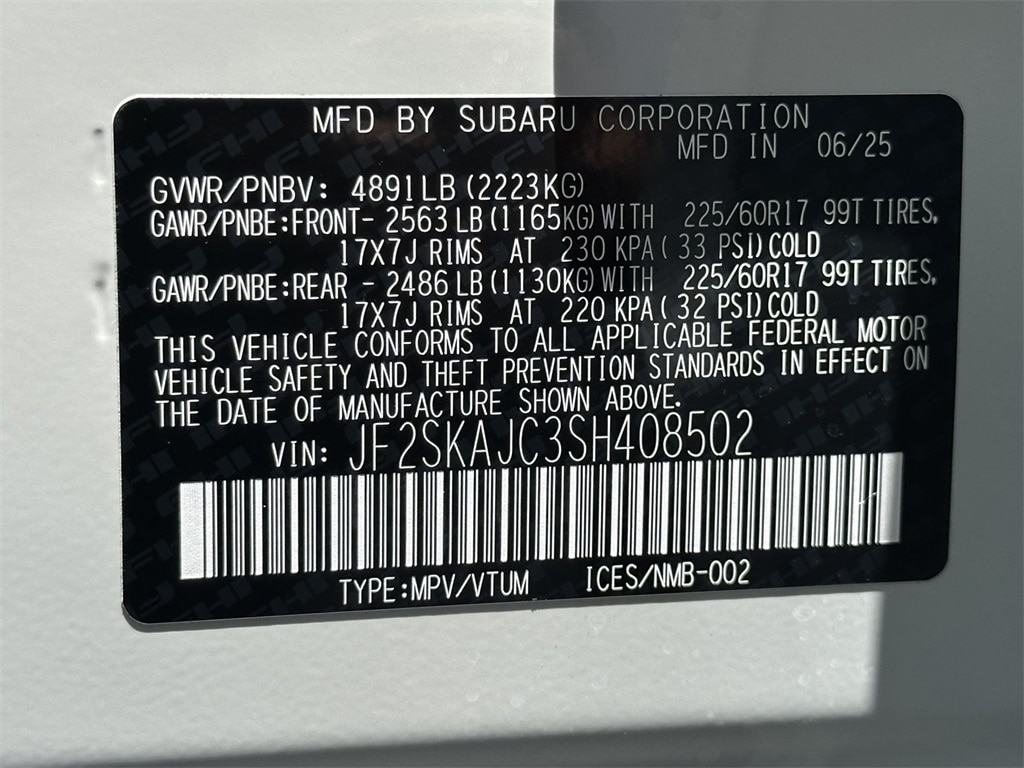 MFD BY SUBARU CORPORATION
MFD IN 06/25
GVWR/PNBV: 4891LB(2223KG)
GAWR/PNBE:FRONT- 2563LB(1165KG)WITH 225/60R17 99T TIRES,
17X7J RIMS AT 230 KPA(33 PSI)COLD
GAWR/PNBE:REAR - 2486LB(1130KG)WITH 225/60R17 99T TIRES,
17X7J RIMS AT 220 KPA(32 PSI)COLD
THIS VEHICLE CONFORMS TO ALL APPLICABLE FEDERAL MOTOR
VEHICLE SAFETY AND THEFT PREVENTION STANDARDS IN EFFECT ON
THE DATE OF MANUFACTURE SHOWN ABOVE.
VIN: JF2SKAJC3SH408502
TYPE:MPV/VTUM ICES/NMB-002